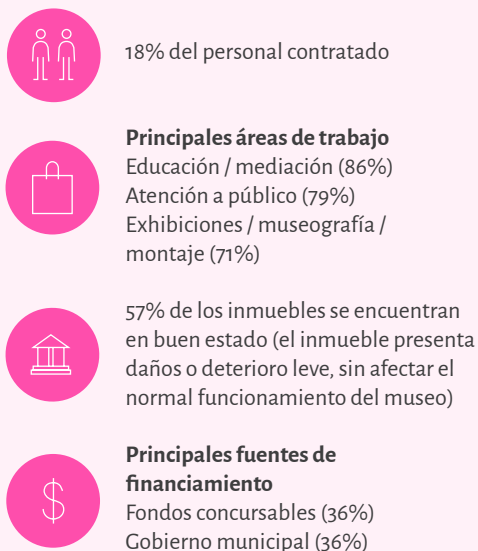 18% del personal contratado
Principales áreas de trabajo
Educación / mediación (86%)
Atención a público (79%)
Exhibiciones / museografía /
montaje (71%)
57% de los inmuebles se encuentran
en buen estado (el inmueble presenta
daños o deterioro leve, sin afectar el
normal funcionamiento del museo)
$
Principales fuentes de
financiamiento
Fondos concursables (36%)
Gobierno municipal (36%)